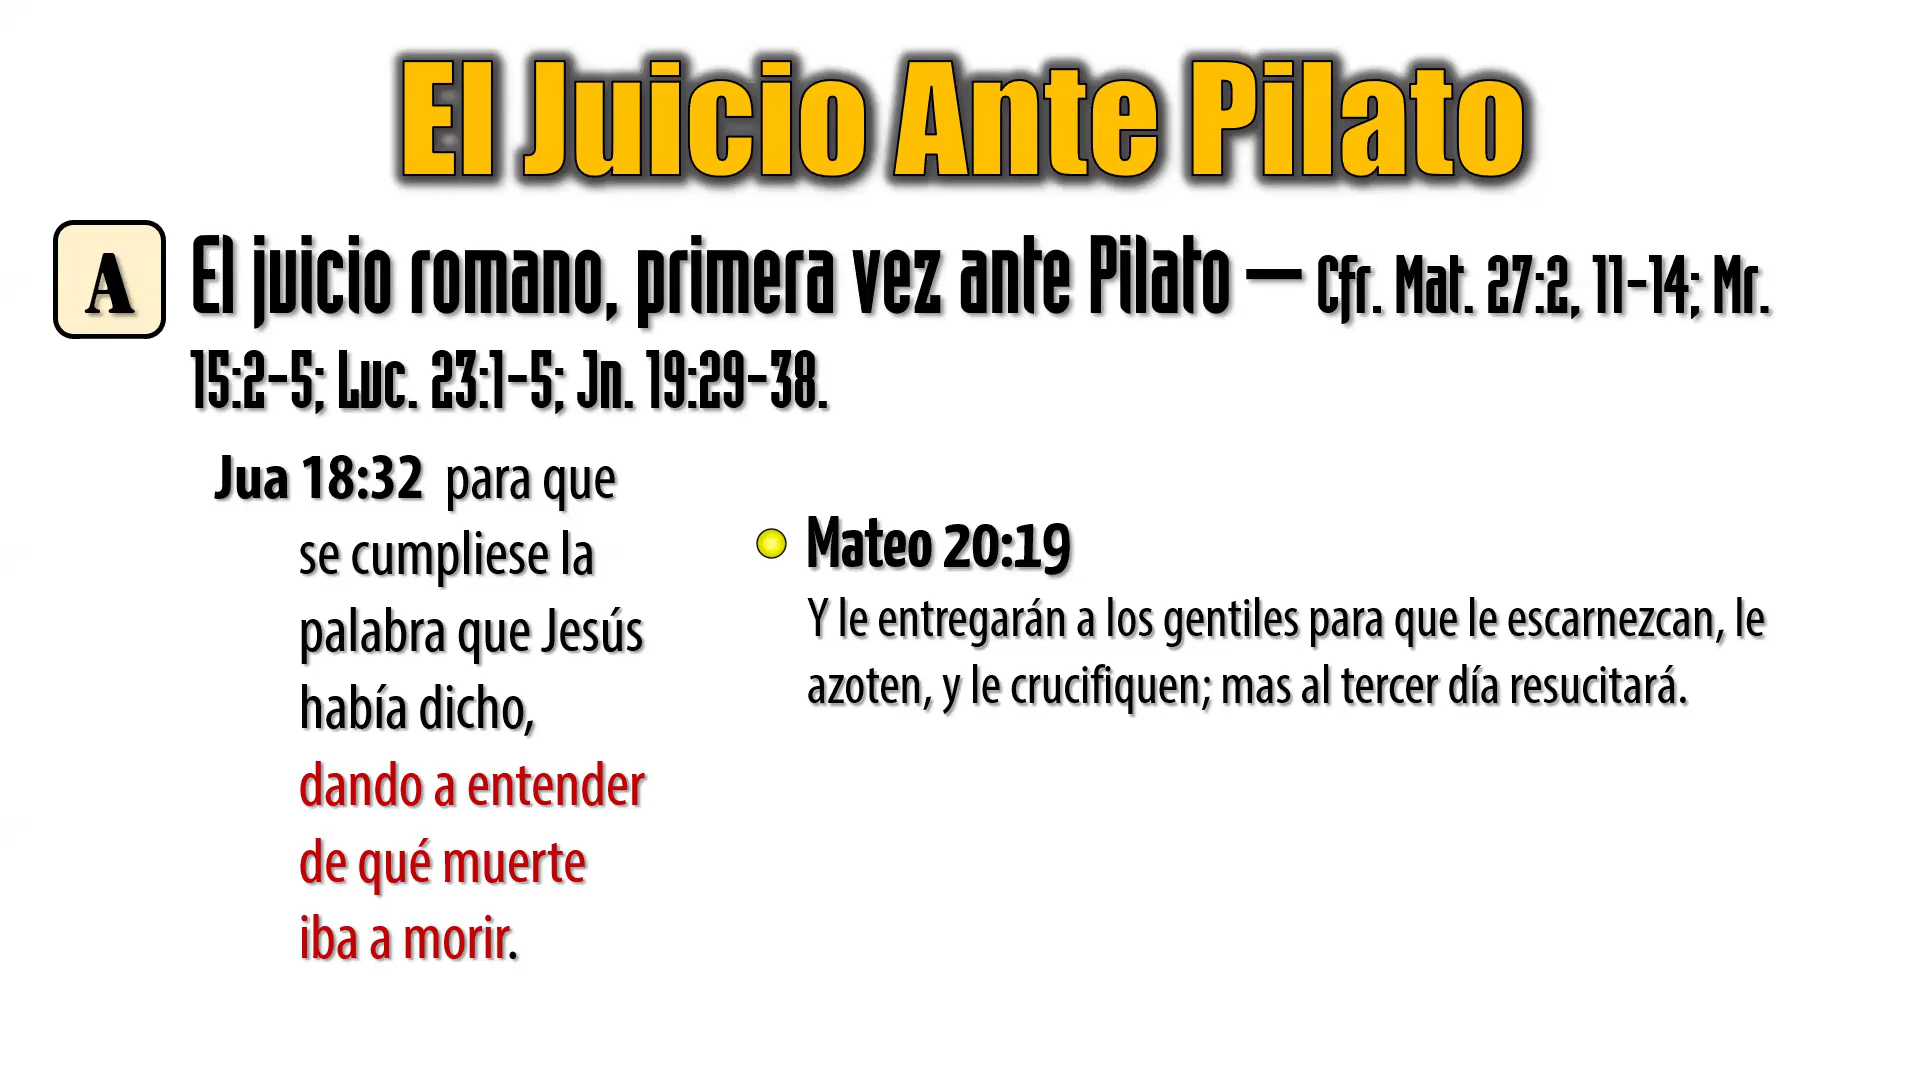 El Juicio Ante Pilato
A
El juicio romano, primera vez ante Pilato — Cfr. Mat. 27:2, 11-14; Mr.
15:2-5; Luc. 23:1-5; Jn. 19:29-38.
Jua 18:32 para que
se cumpliese la
palabra que Jesús
había dicho,
dando a entender
de qué muerte
iba a morir.
Mateo 20:19
Y le entregarán a los gentiles para que le escarnezcan, le
azoten, y le crucifiquen; mas al tercer día resucitará.